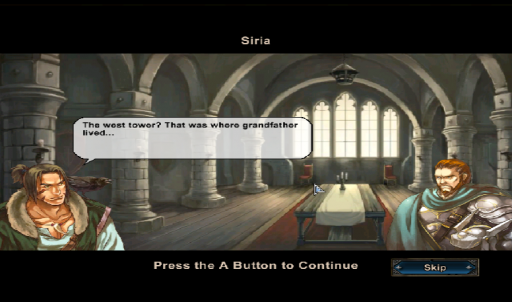 Siria
The west tower? That was where grandfather
lived...
Press the A Button to Continue
Skip